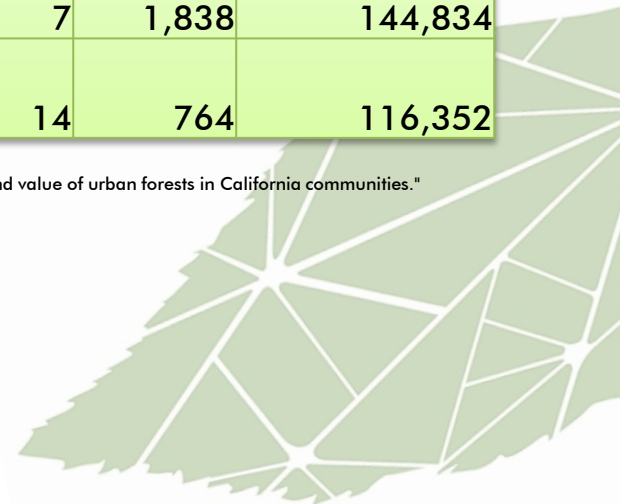 7 1,838 144,834
14 764 116,352
value of urban forests in California communities."